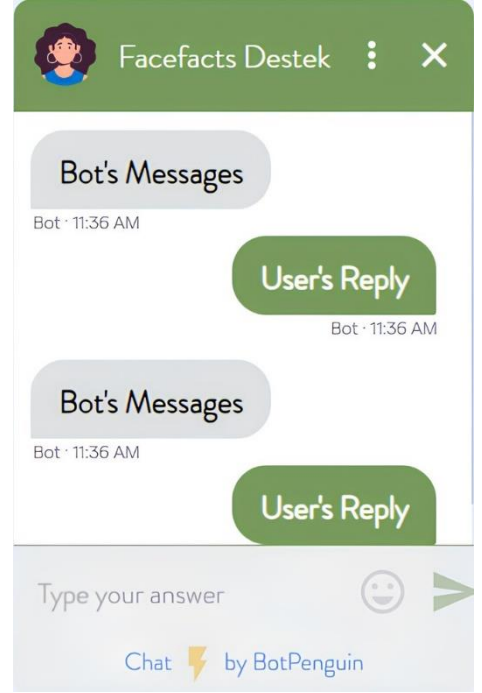 Facefacts Destek
Bot's Messages
Bot · 11:36 AM
User's Reply
Bot · 11:36 AM
Bot's Messages
Bot · 11:36 AM
User's Reply
Type your answer
Chat by BotPenguin